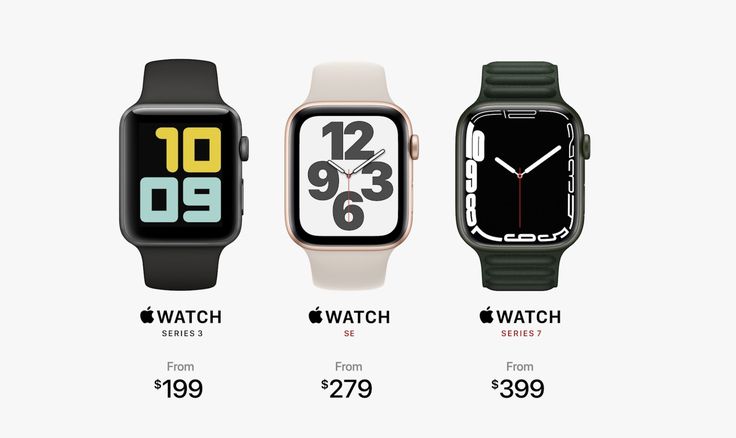 10
09
12
9 3
6
WATCH
SERIES 3
From
$199
WATCH
SE
From
$279
WATCH
SERIES 7
From
$399